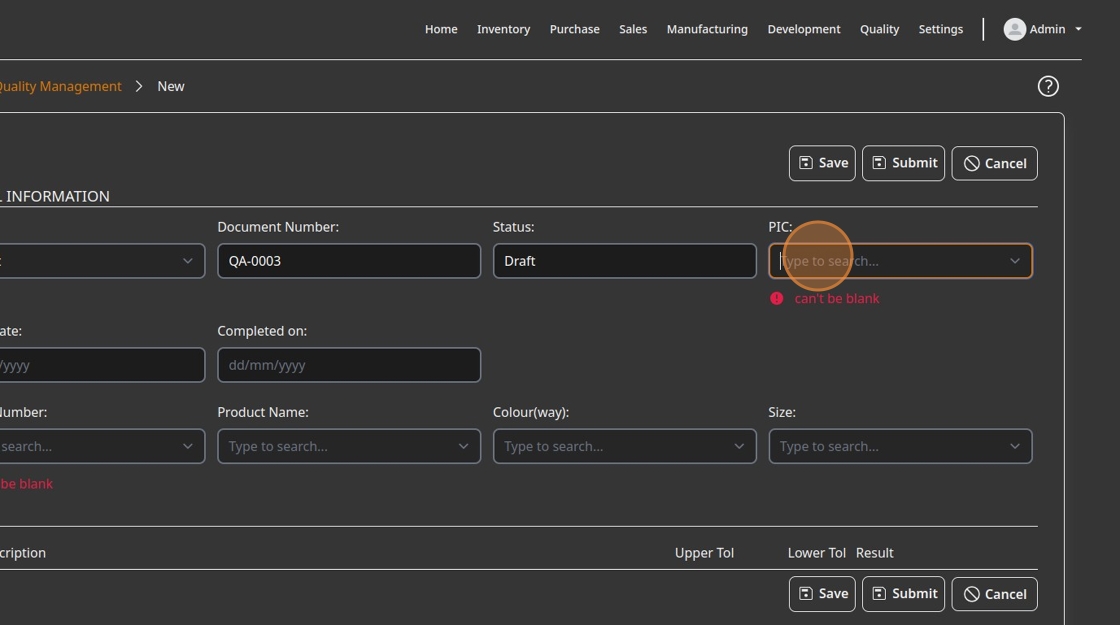 Home Inventory Purchase Sales Manufacturing Development Quality Settings Admin
Quality Management > New
Save Submit Cancel
INFORMATION
Document Number: Status: PIC:
QA-0003 Draft Type to search...
can't be blank
Completed on:
/yyyy dd/mm/yyyy
Product Name: Colour(way): Size:
search... Type to search... Type to search... Type to search...
be blank
Upper Tol Lower Tol Result
Save Submit Cancel